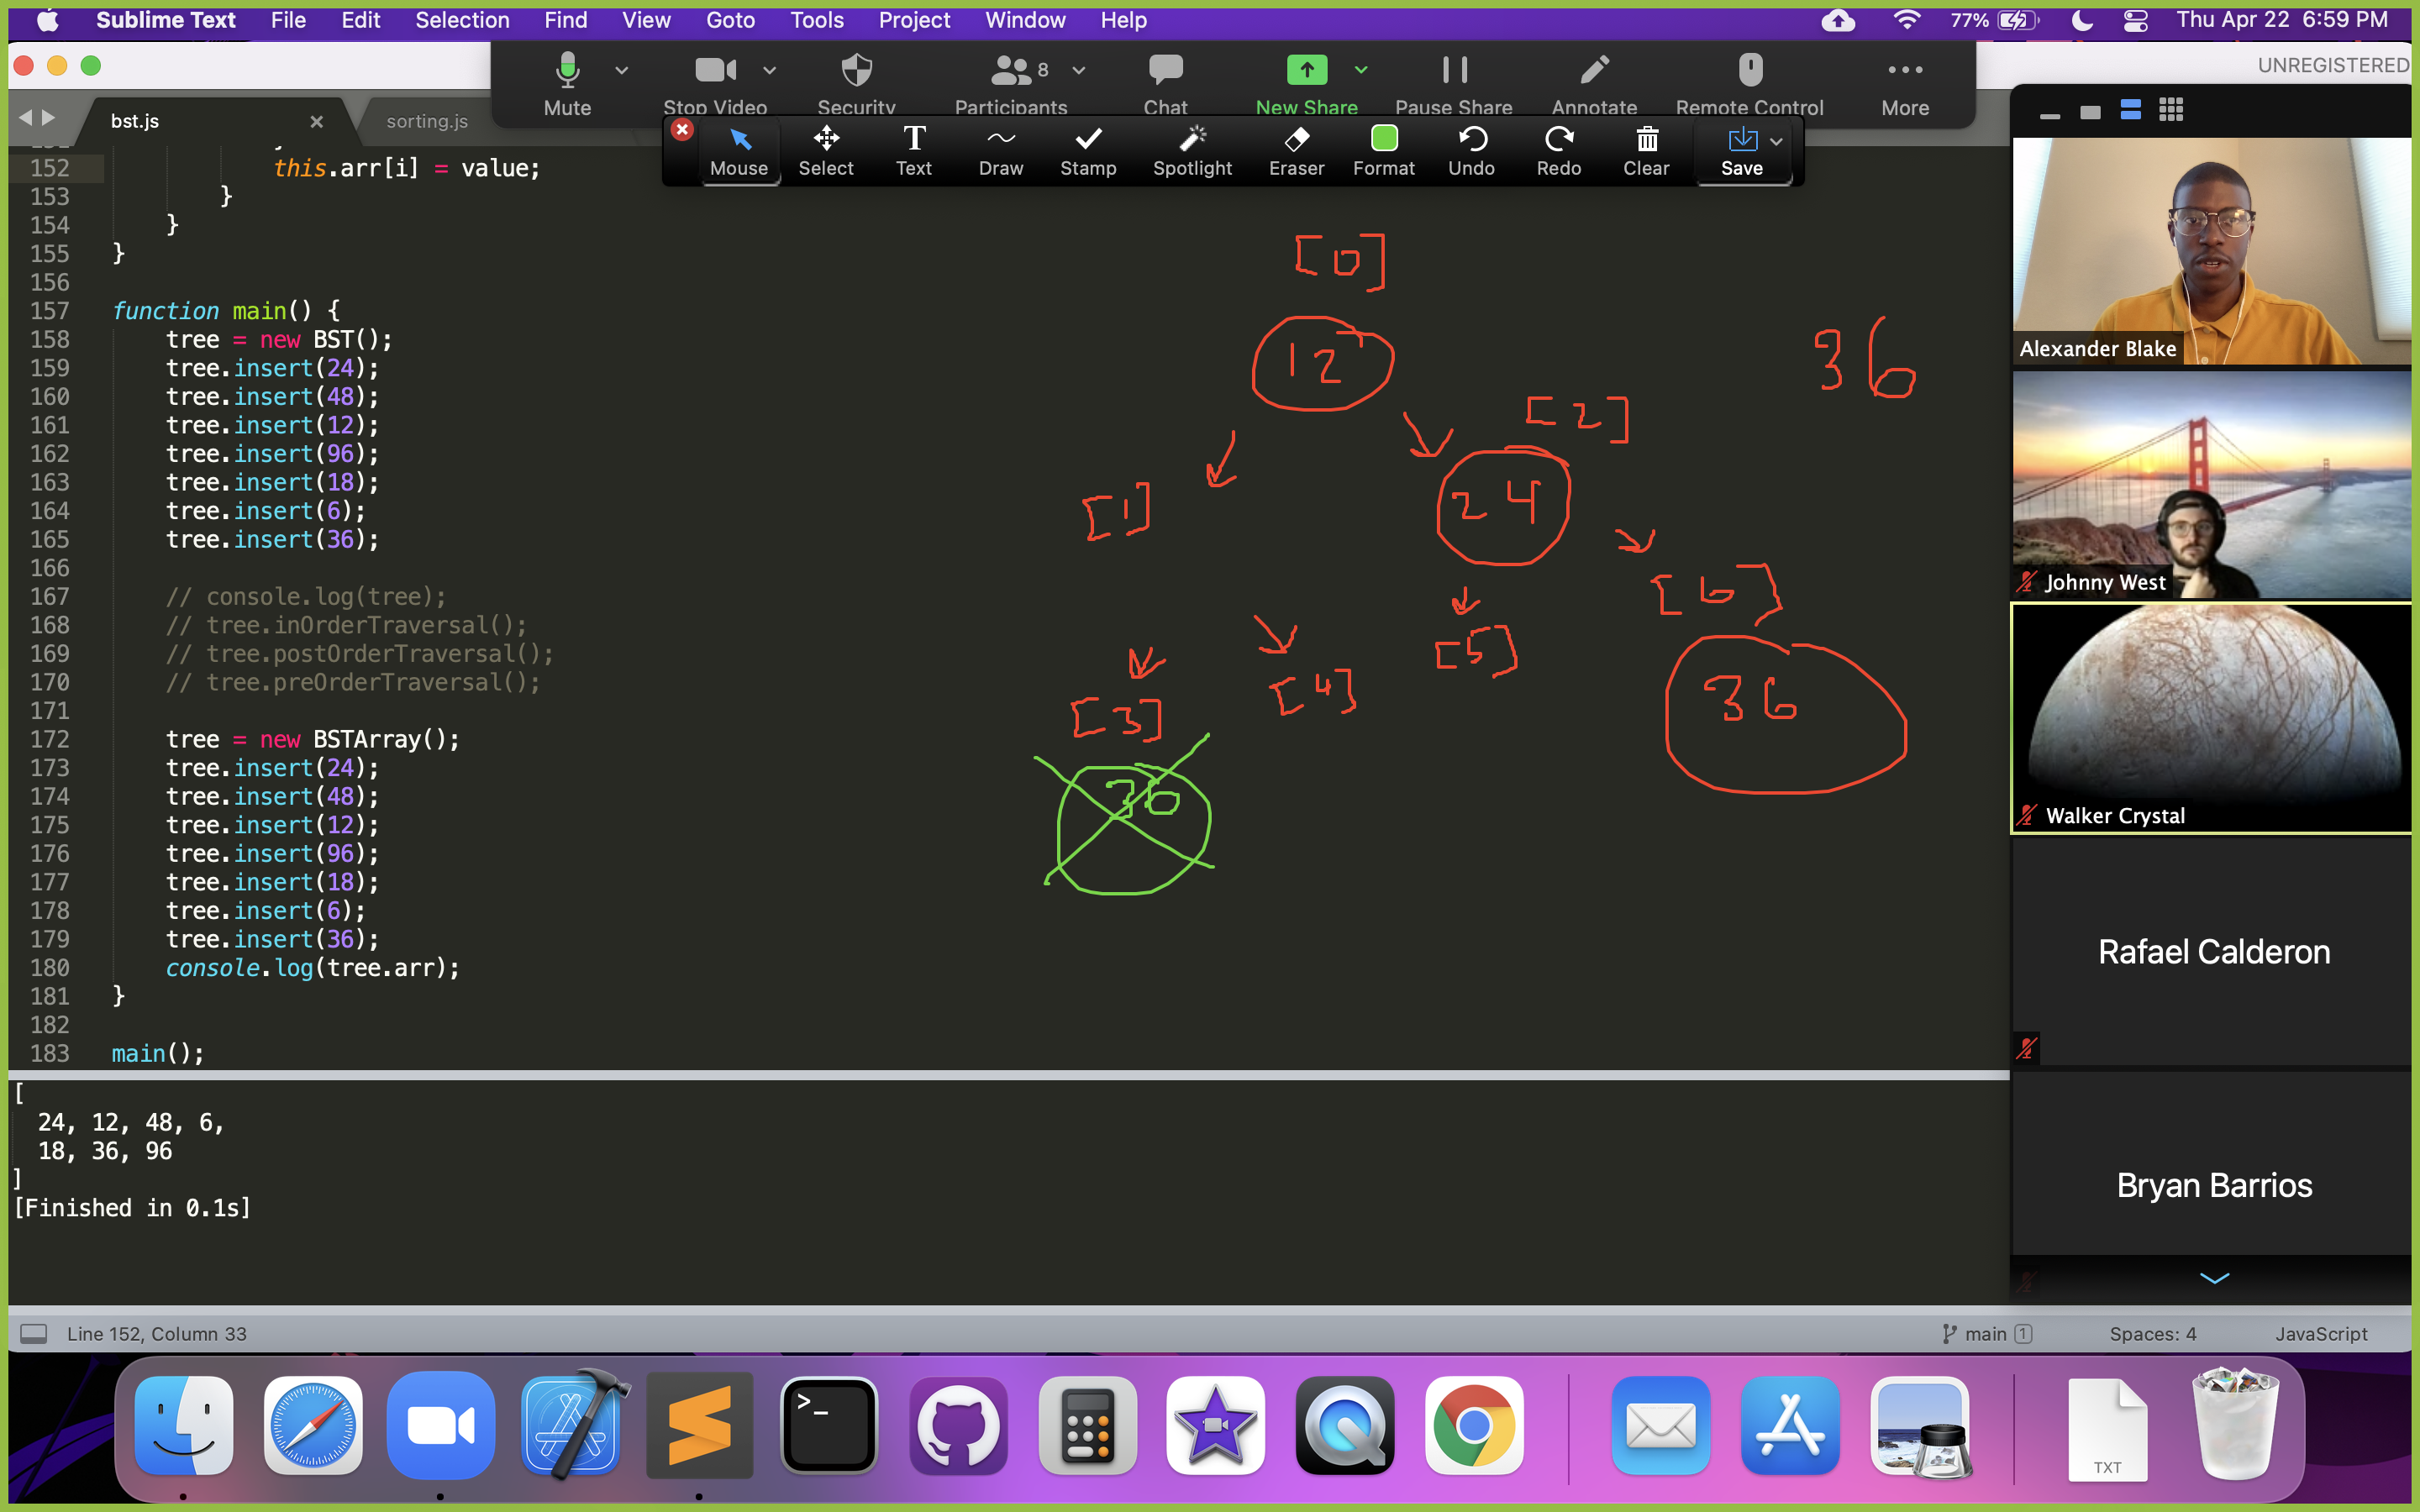 Sublime Text File Edit Selection Find View Goto Tools Project Window Help 77% Thu Apr 22 6:59 PM
UNREGISTERED
Mute Stop Video Security Participants 8 Chat New Share Pause Share Annotate Remote Control More
bst.js sorting.js
Mouse Select Text Draw Stamp Spotlight Eraser Format Undo Redo Clear Save
152 this.arr[i] = value;
153 }
154 }
155 }
156
157 function main() {
158 tree = new BST();
159 tree.insert(24);
160 tree.insert(48);
161 tree.insert(12);
162 tree.insert(96);
163 tree.insert(18);
164 tree.insert(6);
165 tree.insert(36);
166
167 // console.log(tree);
168 // tree.inOrderTraversal();
169 // tree.postOrderTraversal();
170 // tree.preOrderTraversal();
171
172 tree = new BSTArray();
173 tree.insert(24);
174 tree.insert(48);
175 tree.insert(12);
176 tree.insert(96);
177 tree.insert(18);
178 tree.insert(6);
179 tree.insert(36);
180 console.log(tree.arr);
181 }
182
183 main();
[0]
12
36
[2]
[1]
24
[6]
[5]
[4]
[3]
36
36
Alexander Blake
Johnny West
Walker Crystal
Rafael Calderon
Bryan Barrios
[
24, 12, 48, 6,
18, 36, 96
]
[Finished in 0.1s]
Line 152, Column 33 main 1 Spaces: 4 JavaScript
>_
TXT